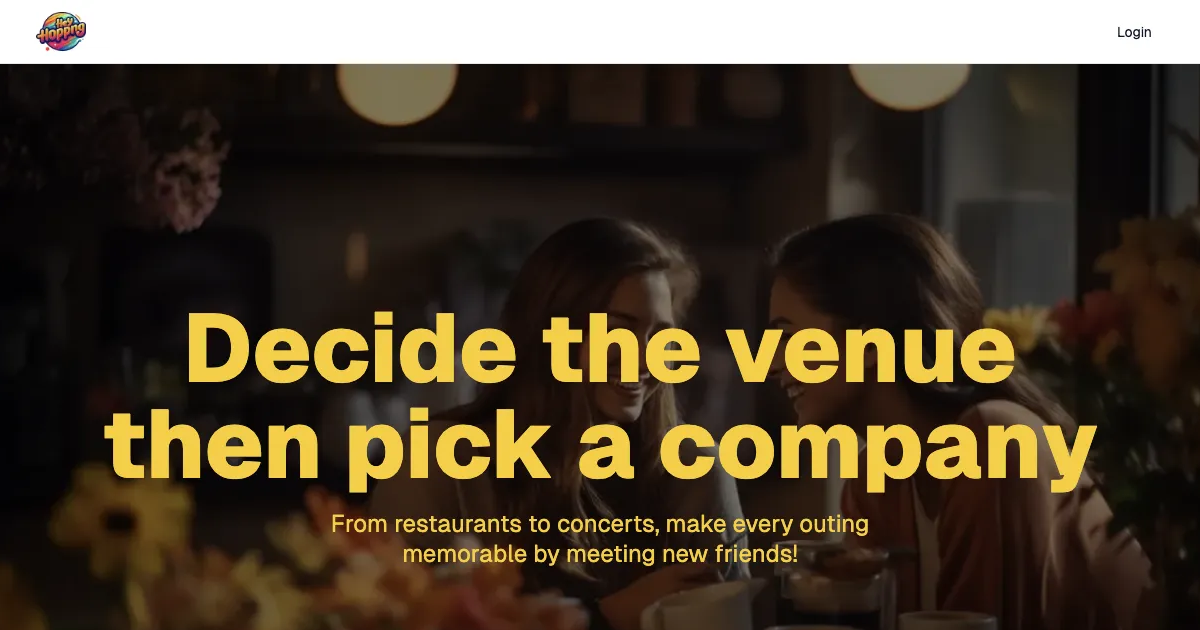 Hey
Hoppng
Login
Decide the venue
then pick a company
From restaurants to concerts, make every outing
memorable by meeting new friends!